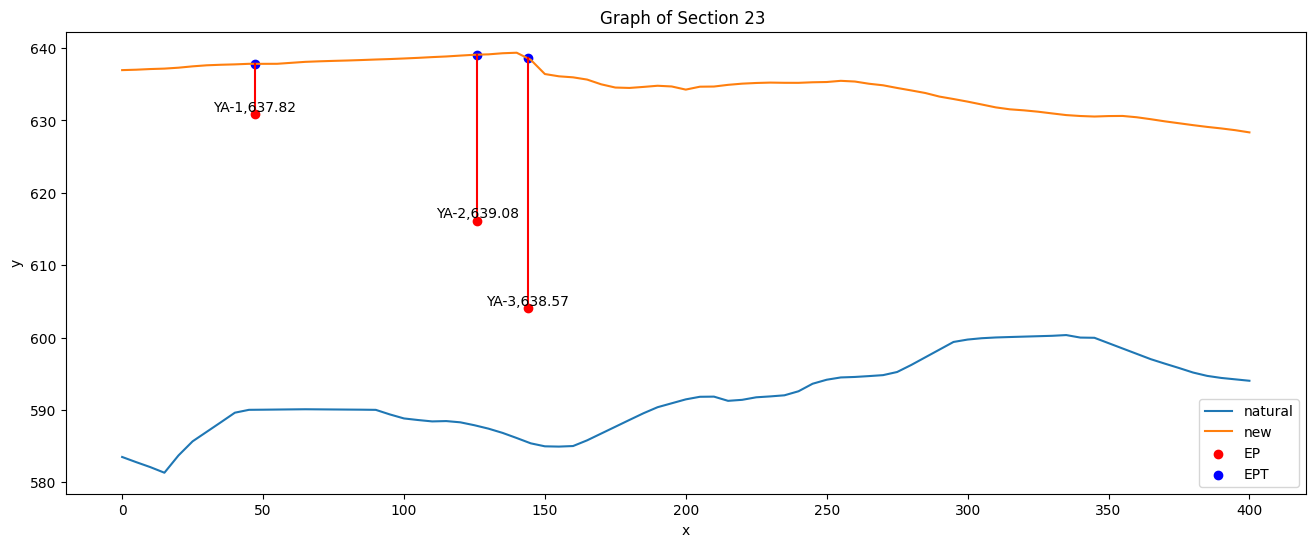 Graph of Section 23
y
640
630
620
610
600
590
580
YA-1,637.82
YA-2,639.08
YA-3,638.57
natural
new
EP
EPT
0 50 100 150 200 250 300 350 400
x